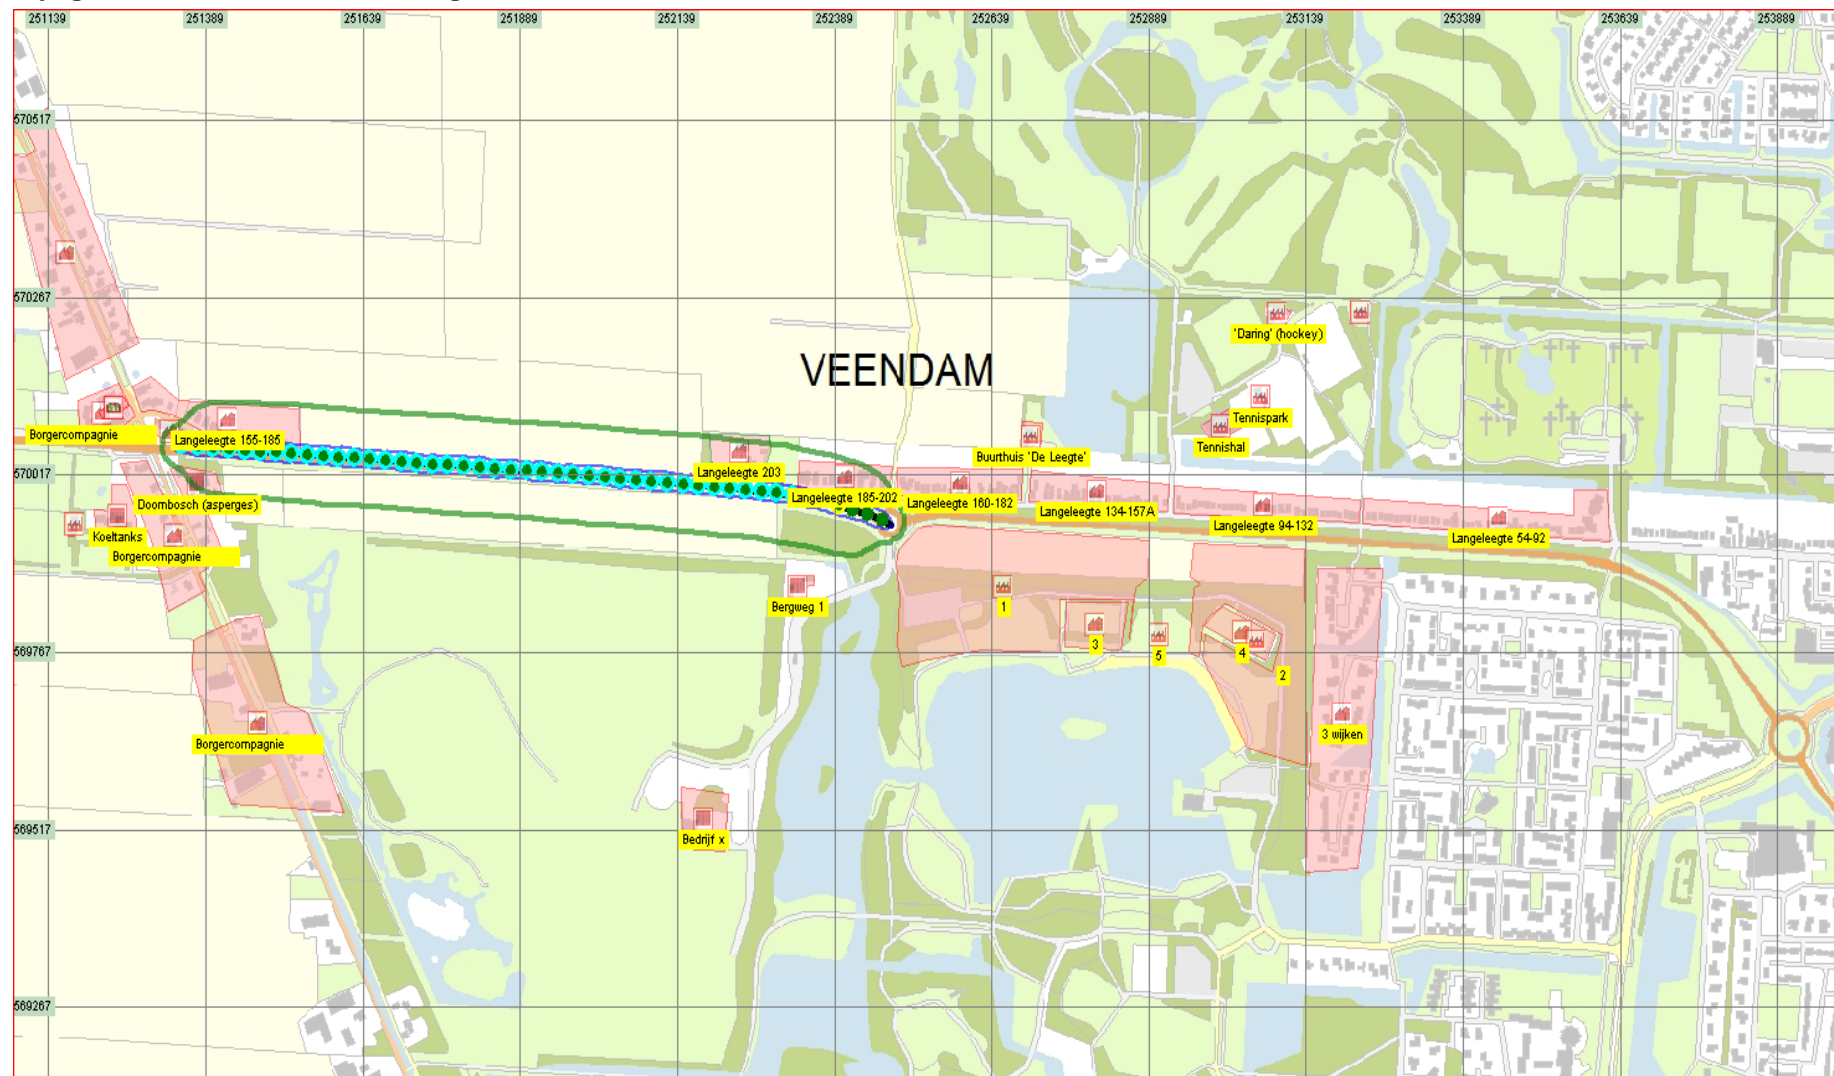 251139 251389 251639 251889 252139 252389 252639 252889 253139 253389 253639 253889
570517
570267
'Daring' (hockey)
VEENDAM
Tennispark
Borgercompagnie
Langeleegte 155-185
Tennishal
Buurthuis 'De Leegte'
570017
Langeleegte 203
Langeleegte 185-202
Langeleegte 160-182
Doornbosch (asperges)
Langeleegte 134-157A
Langeleegte 94-132
Koeltanks
Langeleegte 54-92
Borgercompagnie
Bergweg 1
1
3
569767
5
4
2
3 wijken
Borgercompagnie
569517
Bedrijf x
569267